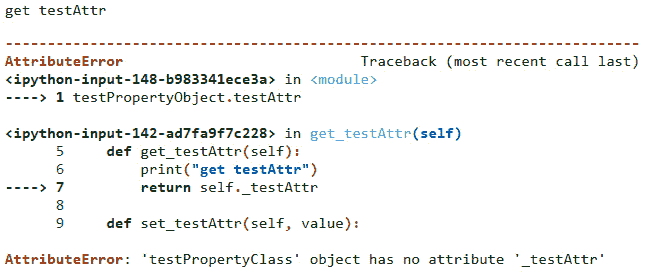 get testAttr
---------------------------------------------------------------------------
AttributeError                            Traceback (most recent call last)
<ipython-input-148-b983341ece3a> in <module>
----> 1 testPropertyObject.testAttr

<ipython-input-142-ad7fa9f7c228> in get_testAttr(self)
      5     def get_testAttr(self):
      6         print("get testAttr")
----> 7         return self._testAttr
      8
      9     def set_testAttr(self, value):

AttributeError: 'testPropertyClass' object has no attribute '_testAttr'